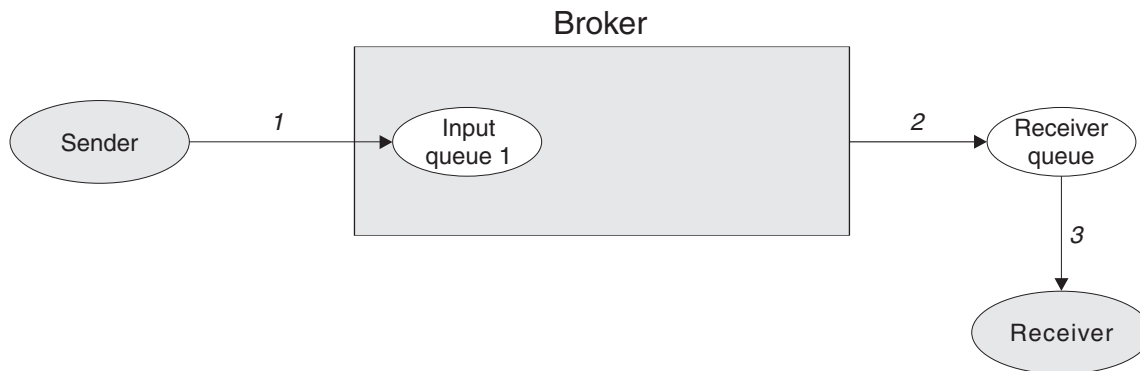 Broker
Sender
1
Input
queue 1
2
Receiver
queue
3
Receiver